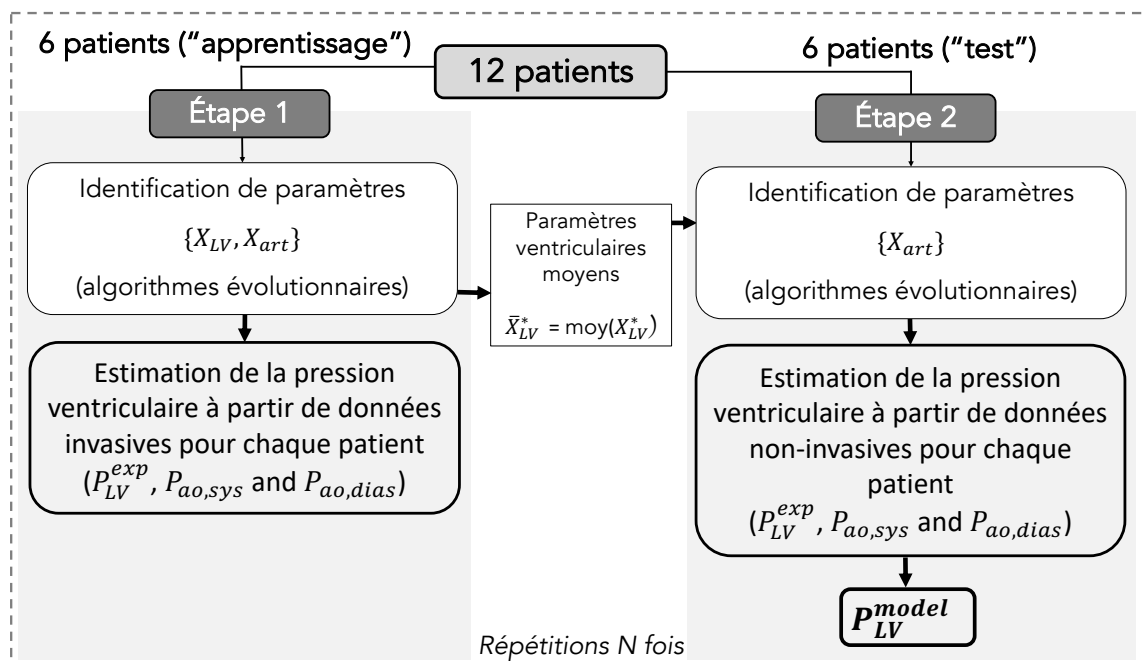 6 patients (“apprentissage”)
12 patients
6 patients (“test”)
Étape 1
Identification de paramètres
{X_LV, X_art}
(algorithmes évolutionnaires)
Estimation de la pression
ventriculaire à partir de données
invasives pour chaque patient
(P_LV^exp, P_ao,sys and P_ao,dias)
Paramètres
ventriculaires
moyens
X̄*_LV = moy(X*_LV)
Étape 2
Identification de paramètres
{X_art}
(algorithmes évolutionnaires)
Estimation de la pression
ventriculaire à partir de données
non-invasives pour chaque
patient
(P_LV^exp, P_ao,sys and P_ao,dias)
P_LV^model
Répétitions N fois